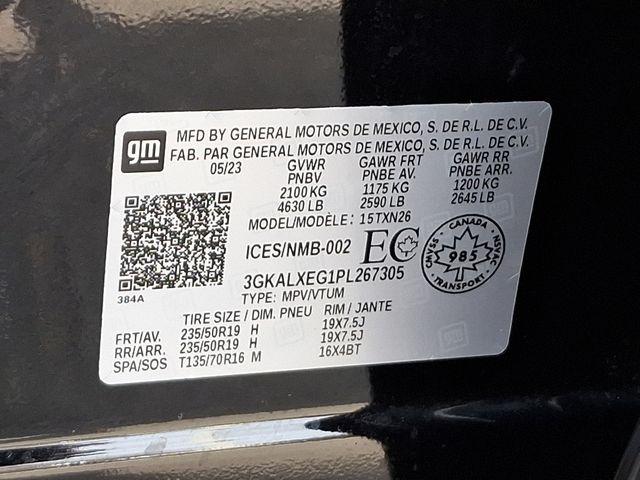 gm
MFD BY GENERAL MOTORS DE MEXICO, S. DE R.L. DE C.V.
FAB. PAR GENERAL MOTORS DE MEXICO, S. DE R.L. DE C.V.
05/23 GVWR GAWR FRT GAWR RR
PNBV PNBE AV. PNBE ARR.
2100 KG 1175 KG 1200 KG
4630 LB 2590 LB 2645 LB
MODEL/MODÈLE: 15TXN26
ICES/NMB-002 EC
CANADA
CMVSS 985 NSVAC
TRANSPORT
3GKALXEG1PL267305
384A
TYPE: MPV/VTUM
TIRE SIZE / DIM. PNEU RIM / JANTE
FRT/AV. 235/50R19 H 19X7.5J
RR/ARR. 235/50R19 H 19X7.5J
SPA/SOS T135/70R16 M 16X4BT